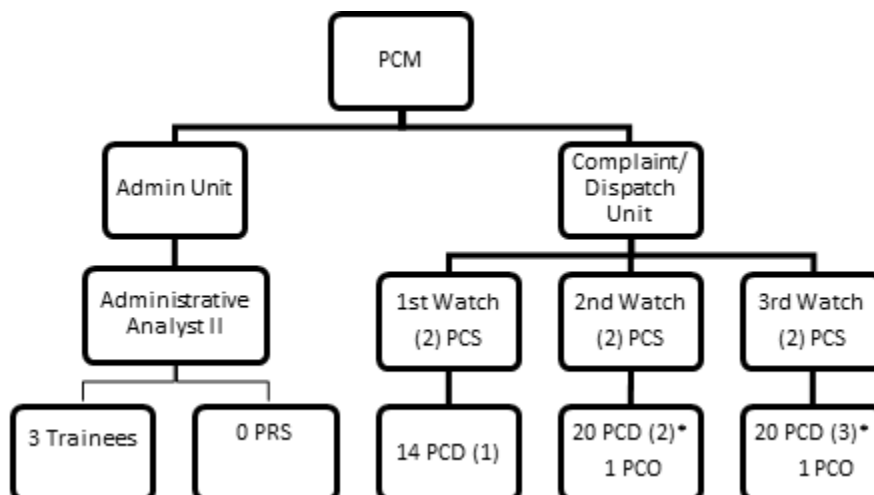 PCM
Admin Unit
Complaint/
Dispatch
Unit
Administrative
Analyst II
1st Watch
(2) PCS
2nd Watch
(2) PCS
3rd Watch
(2) PCS
3 Trainees
0 PRS
14 PCD (1)
20 PCD (2)*
1 PCO
20 PCD (3)*
1 PCO